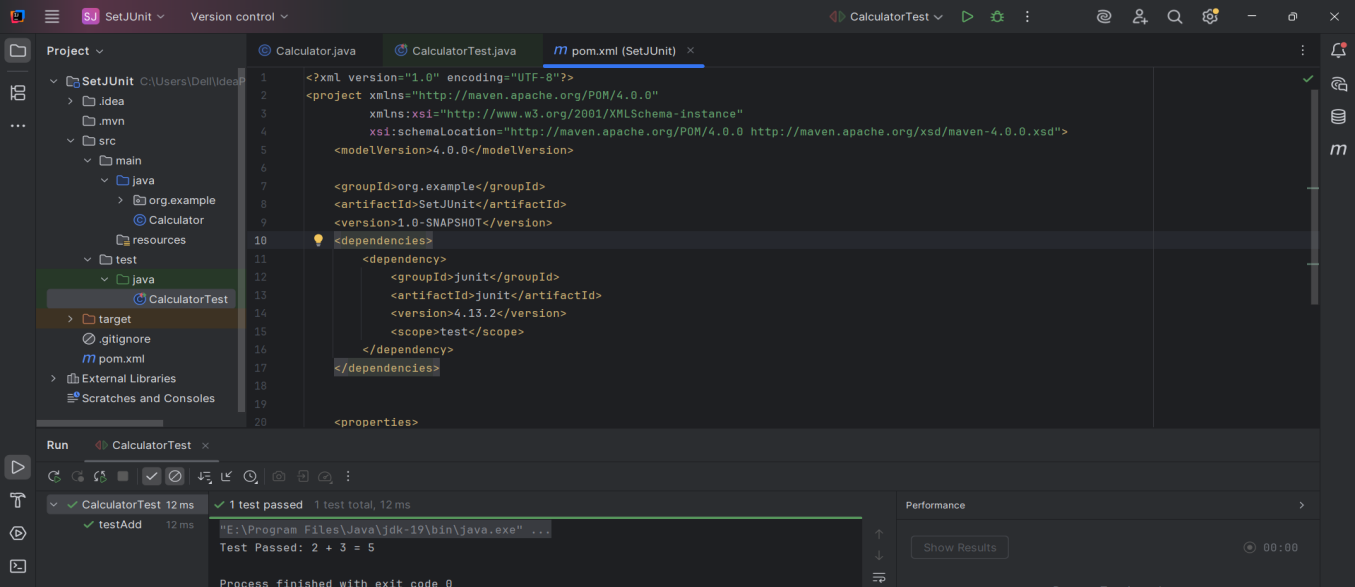 SJ SetJUnit Version control CalculatorTest
Project
Calculator.java CalculatorTest.java m pom.xml (SetJUnit)
SetJUnit C:\Users\Dell\IdeaP
.idea
.mvn
src
main
java
org.example
Calculator
resources
test
java
CalculatorTest
target
.gitignore
m pom.xml
External Libraries
Scratches and Consoles
1 <?xml version="1.0" encoding="UTF-8"?>
2 <project xmlns="http://maven.apache.org/POM/4.0.0"
3 xmlns:xsi="http://www.w3.org/2001/XMLSchema-instance"
4 xsi:schemaLocation="http://maven.apache.org/POM/4.0.0 http://maven.apache.org/xsd/maven-4.0.0.xsd">
5 <modelVersion>4.0.0</modelVersion>
6
7 <groupId>org.example</groupId>
8 <artifactId>SetJUnit</artifactId>
9 <version>1.0-SNAPSHOT</version>
10 <dependencies>
11 <dependency>
12 <groupId>junit</groupId>
13 <artifactId>junit</artifactId>
14 <version>4.13.2</version>
15 <scope>test</scope>
16 </dependency>
17 </dependencies>
18
19
20 <properties>
m
Run CalculatorTest
CalculatorTest 12 ms
testAdd 12 ms
1 test passed 1 test total, 12 ms
"E:\Program Files\Java\jdk-19\bin\java.exe" ...
Test Passed: 2 + 3 = 5
Process finished with exit code 0
Performance
Show Results 00:00